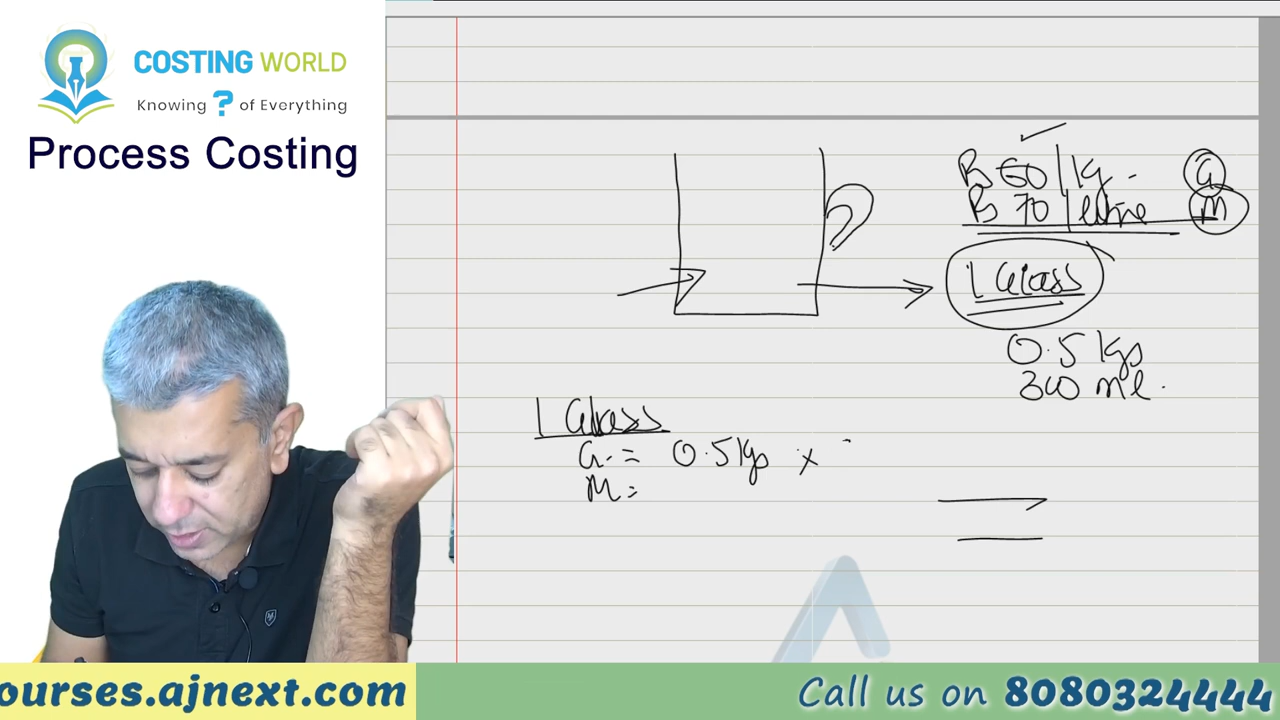 COSTING WORLD
Knowing ? of Everything
Process Costing
Rs 60/kg. G
Rs 70/litre M
1 Glass
0.5 kgs
300 ml.
1 Glass
G = 0.5 kgs ×
M =
ourses.ajnext.com
Call us on 8080324444